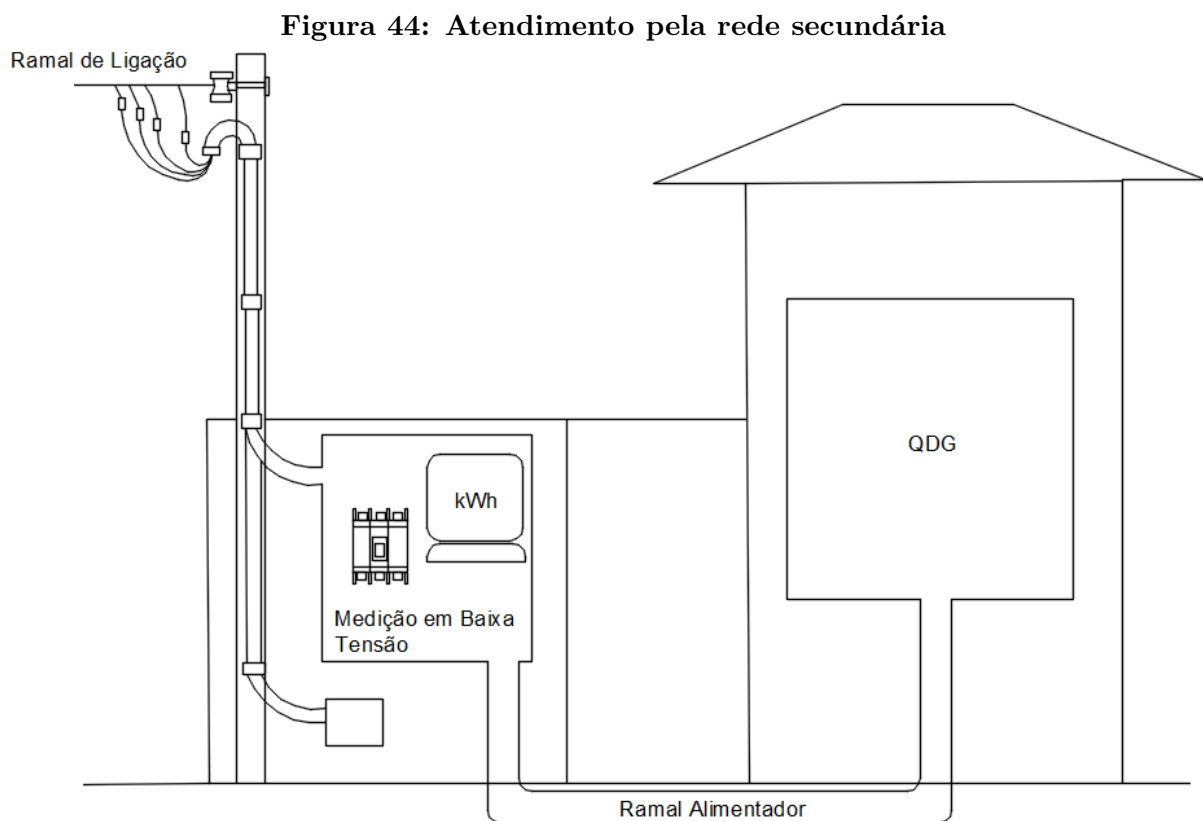 Figura 44: Atendimento pela rede secundária
Ramal de Ligação
QDG
kWh
Medição em Baixa
Tensão
Ramal Alimentador